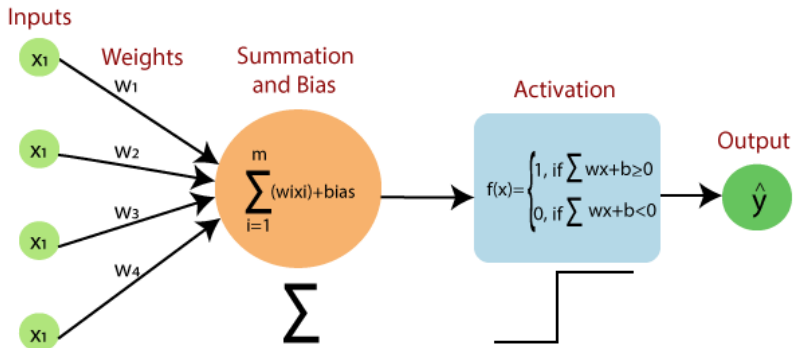 Inputs
x₁
x₁
x₁
x₁
Weights
w₁
w₂
w₃
w₄
Summation
and Bias
m
∑(wixi)+bias
i=1
∑
Activation
f(x)={1, if ∑ wx+b≥0
0, if ∑ wx+b<0
Output
ŷ